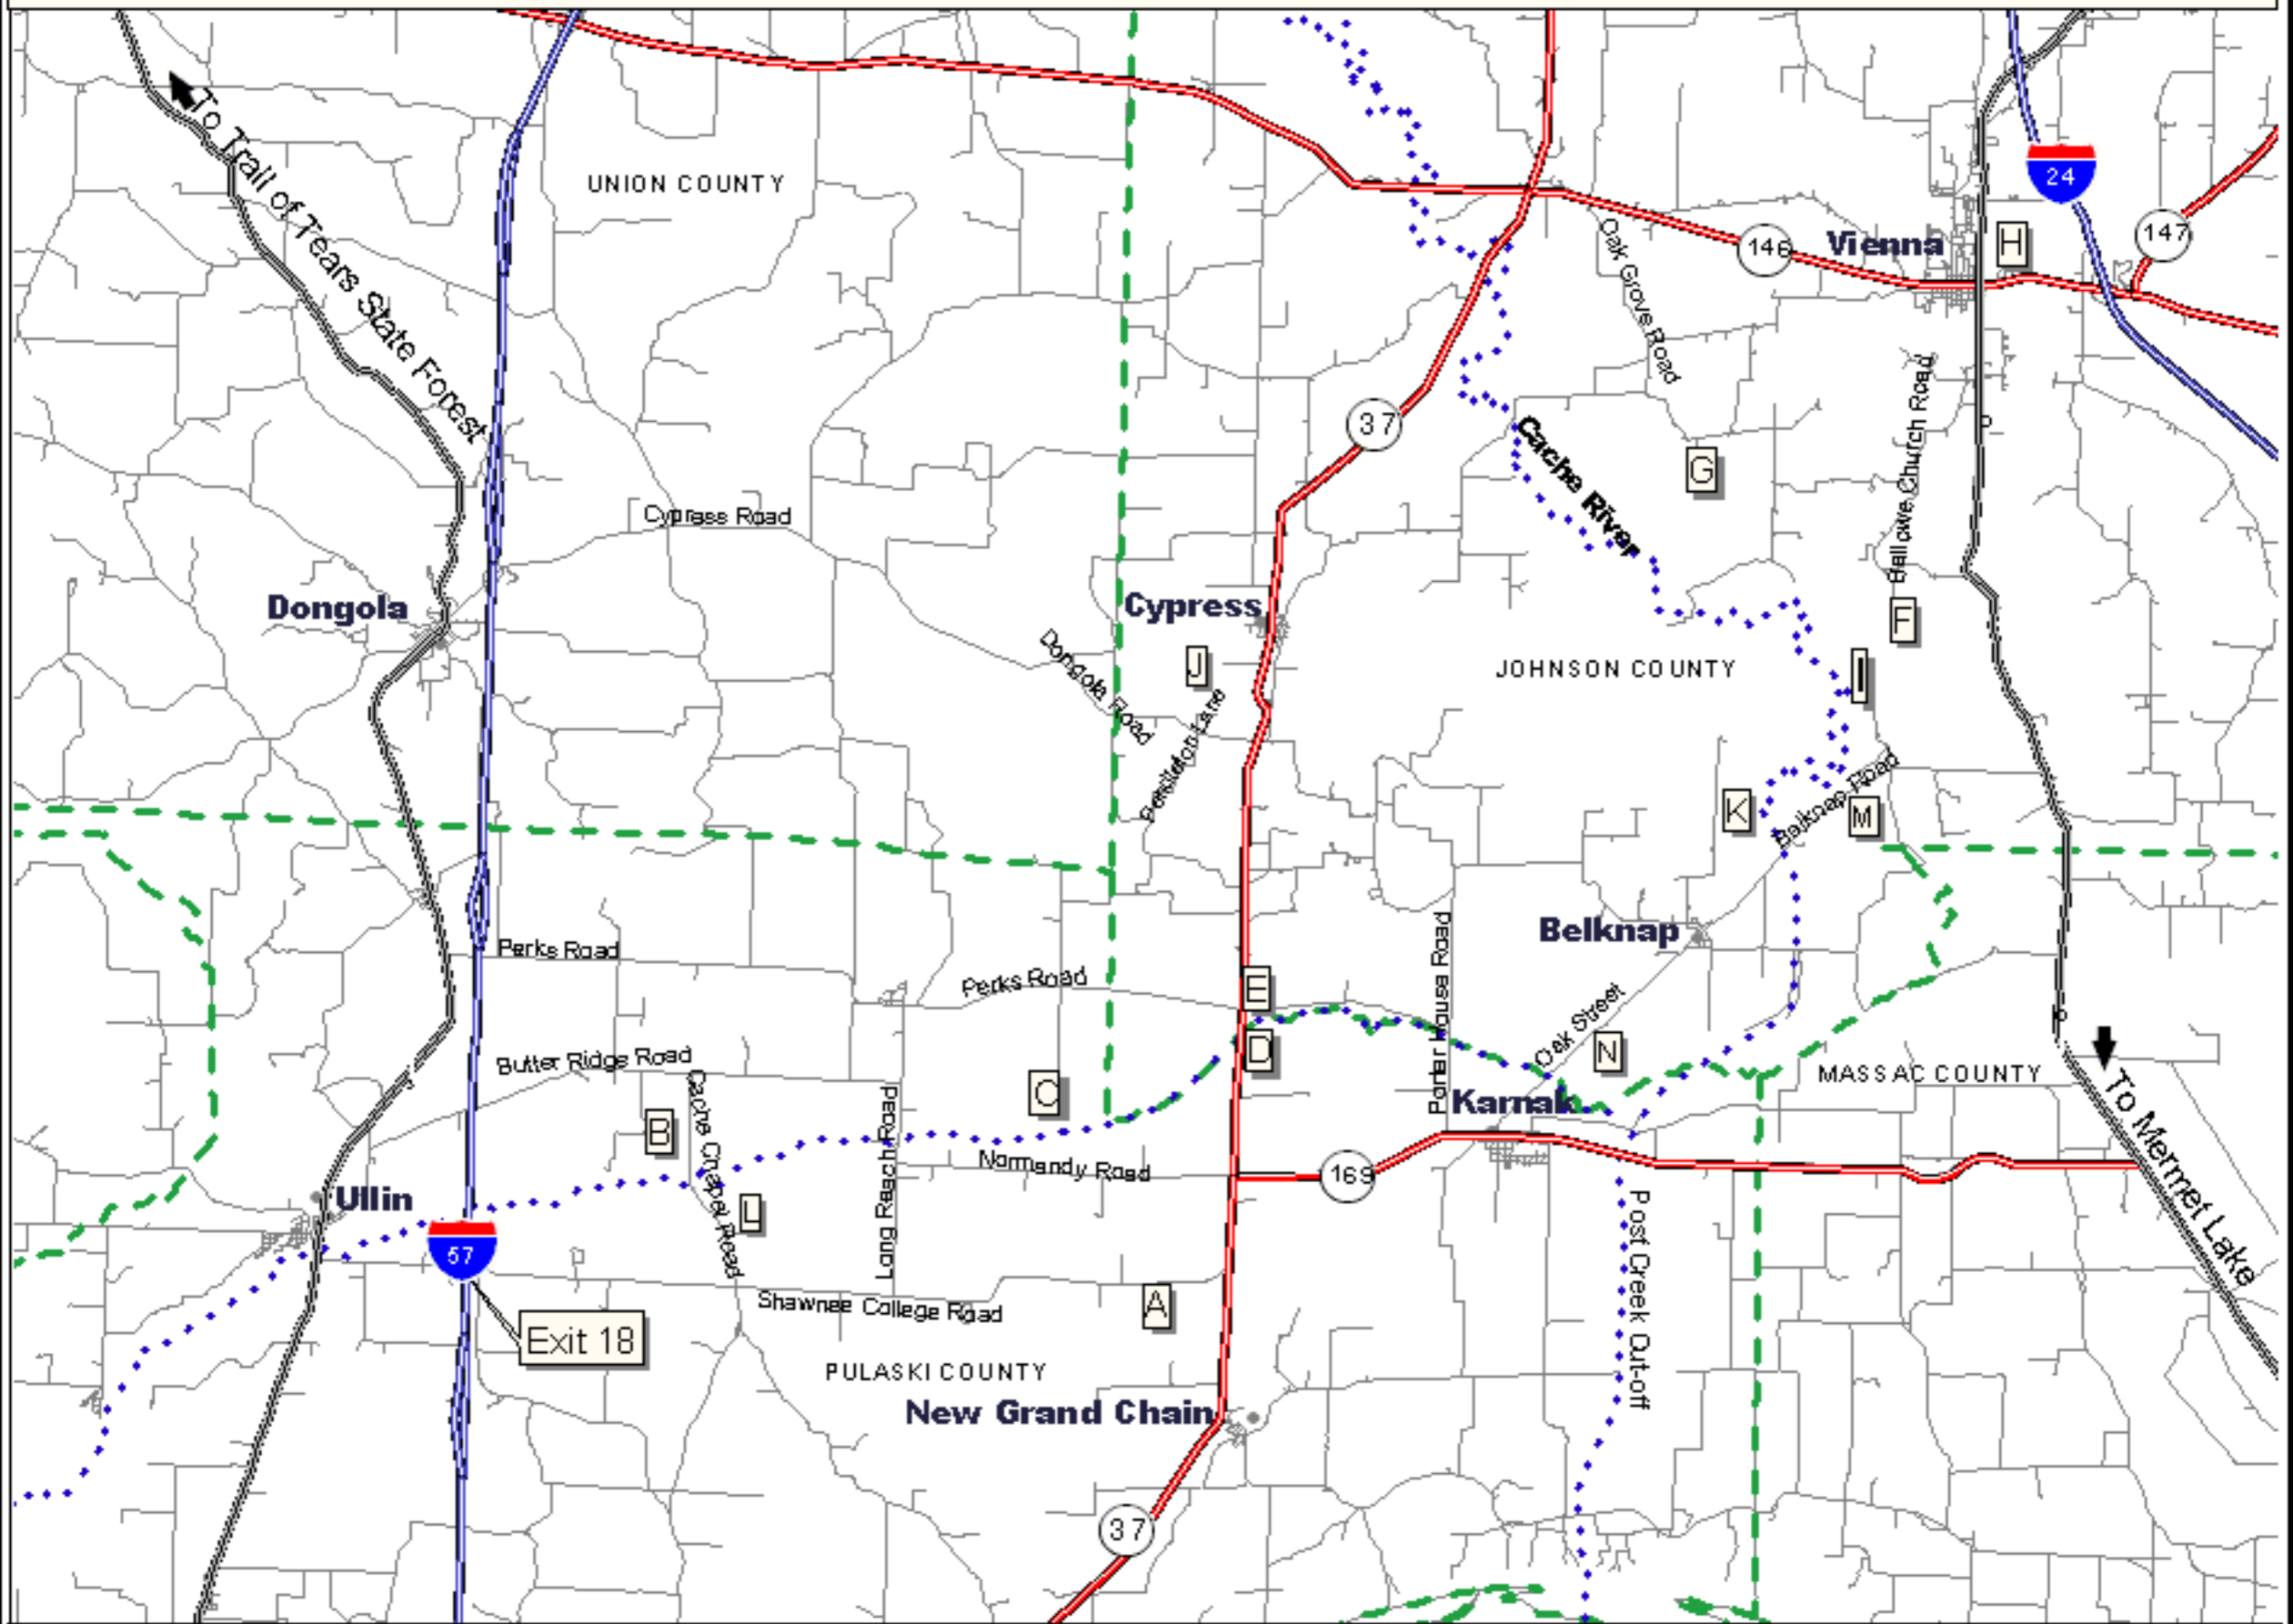 To Trail of Tears State Forest
UNION COUNTY
24
147
146
Vienna
H
Oak Grove Road
37
Cache River
G
Bellowe Church Road
Cypress Road
Dongola
Cypress
F
J
JOHNSON COUNTY
I
Dongola Road
Lane
K
M
Belknap Road
Belknap
Perks Road
Perks Road
E
House Road
D
Oak Street
N
Butter Ridge Road
C
MASSAC COUNTY
Karnak
B
Cache Chapel Road
Long Reach Road
Normandy Road
169
To Mermet Lake
Ullin
L
57
Post Creek Cut-off
Exit 18
Shawnee College Road
A
PULASKI COUNTY
New Grand Chain
37